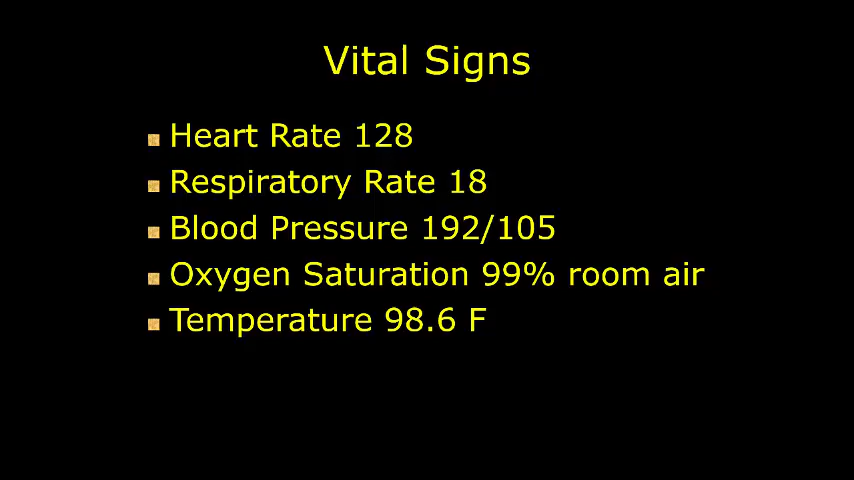 Vital Signs
Heart Rate 128
Respiratory Rate 18
Blood Pressure 192/105
Oxygen Saturation 99% room air
Temperature 98.6 F